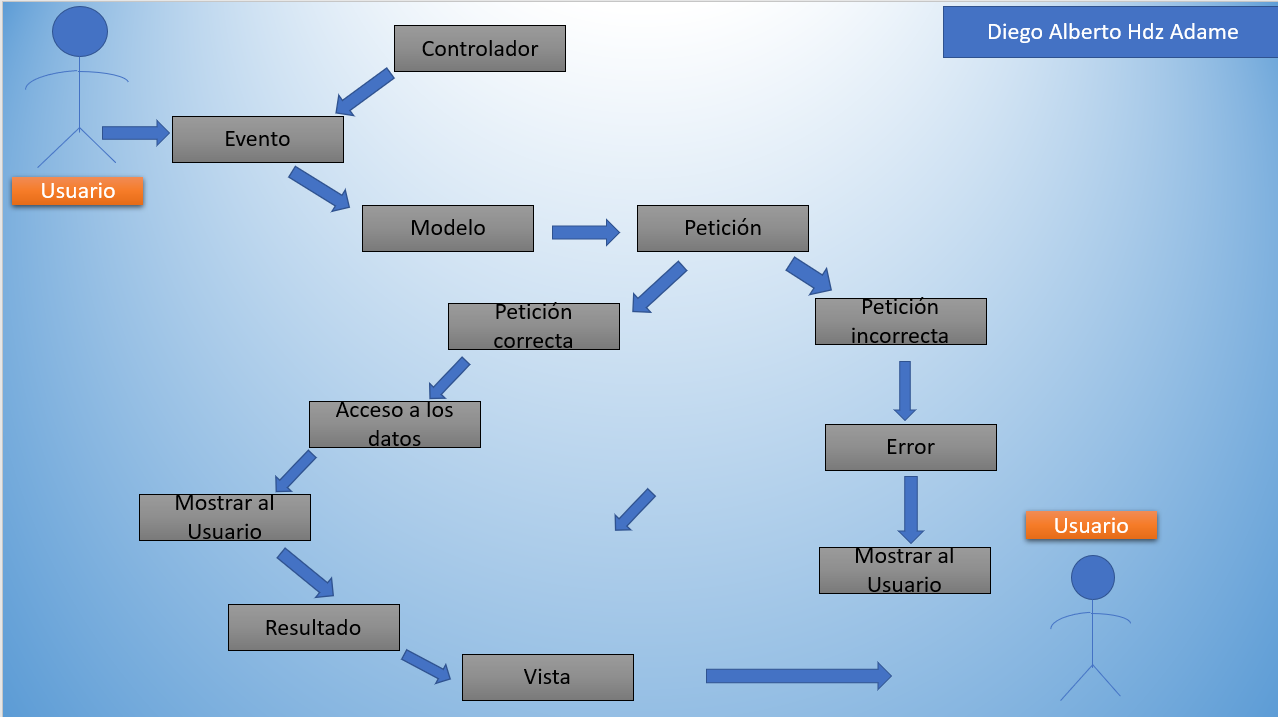 Diego Alberto Hdz Adame
Controlador
Evento
Usuario
Modelo
Petición
Petición
correcta
Petición
incorrecta
Acceso a los
datos
Error
Mostrar al
Usuario
Usuario
Mostrar al
Usuario
Resultado
Vista